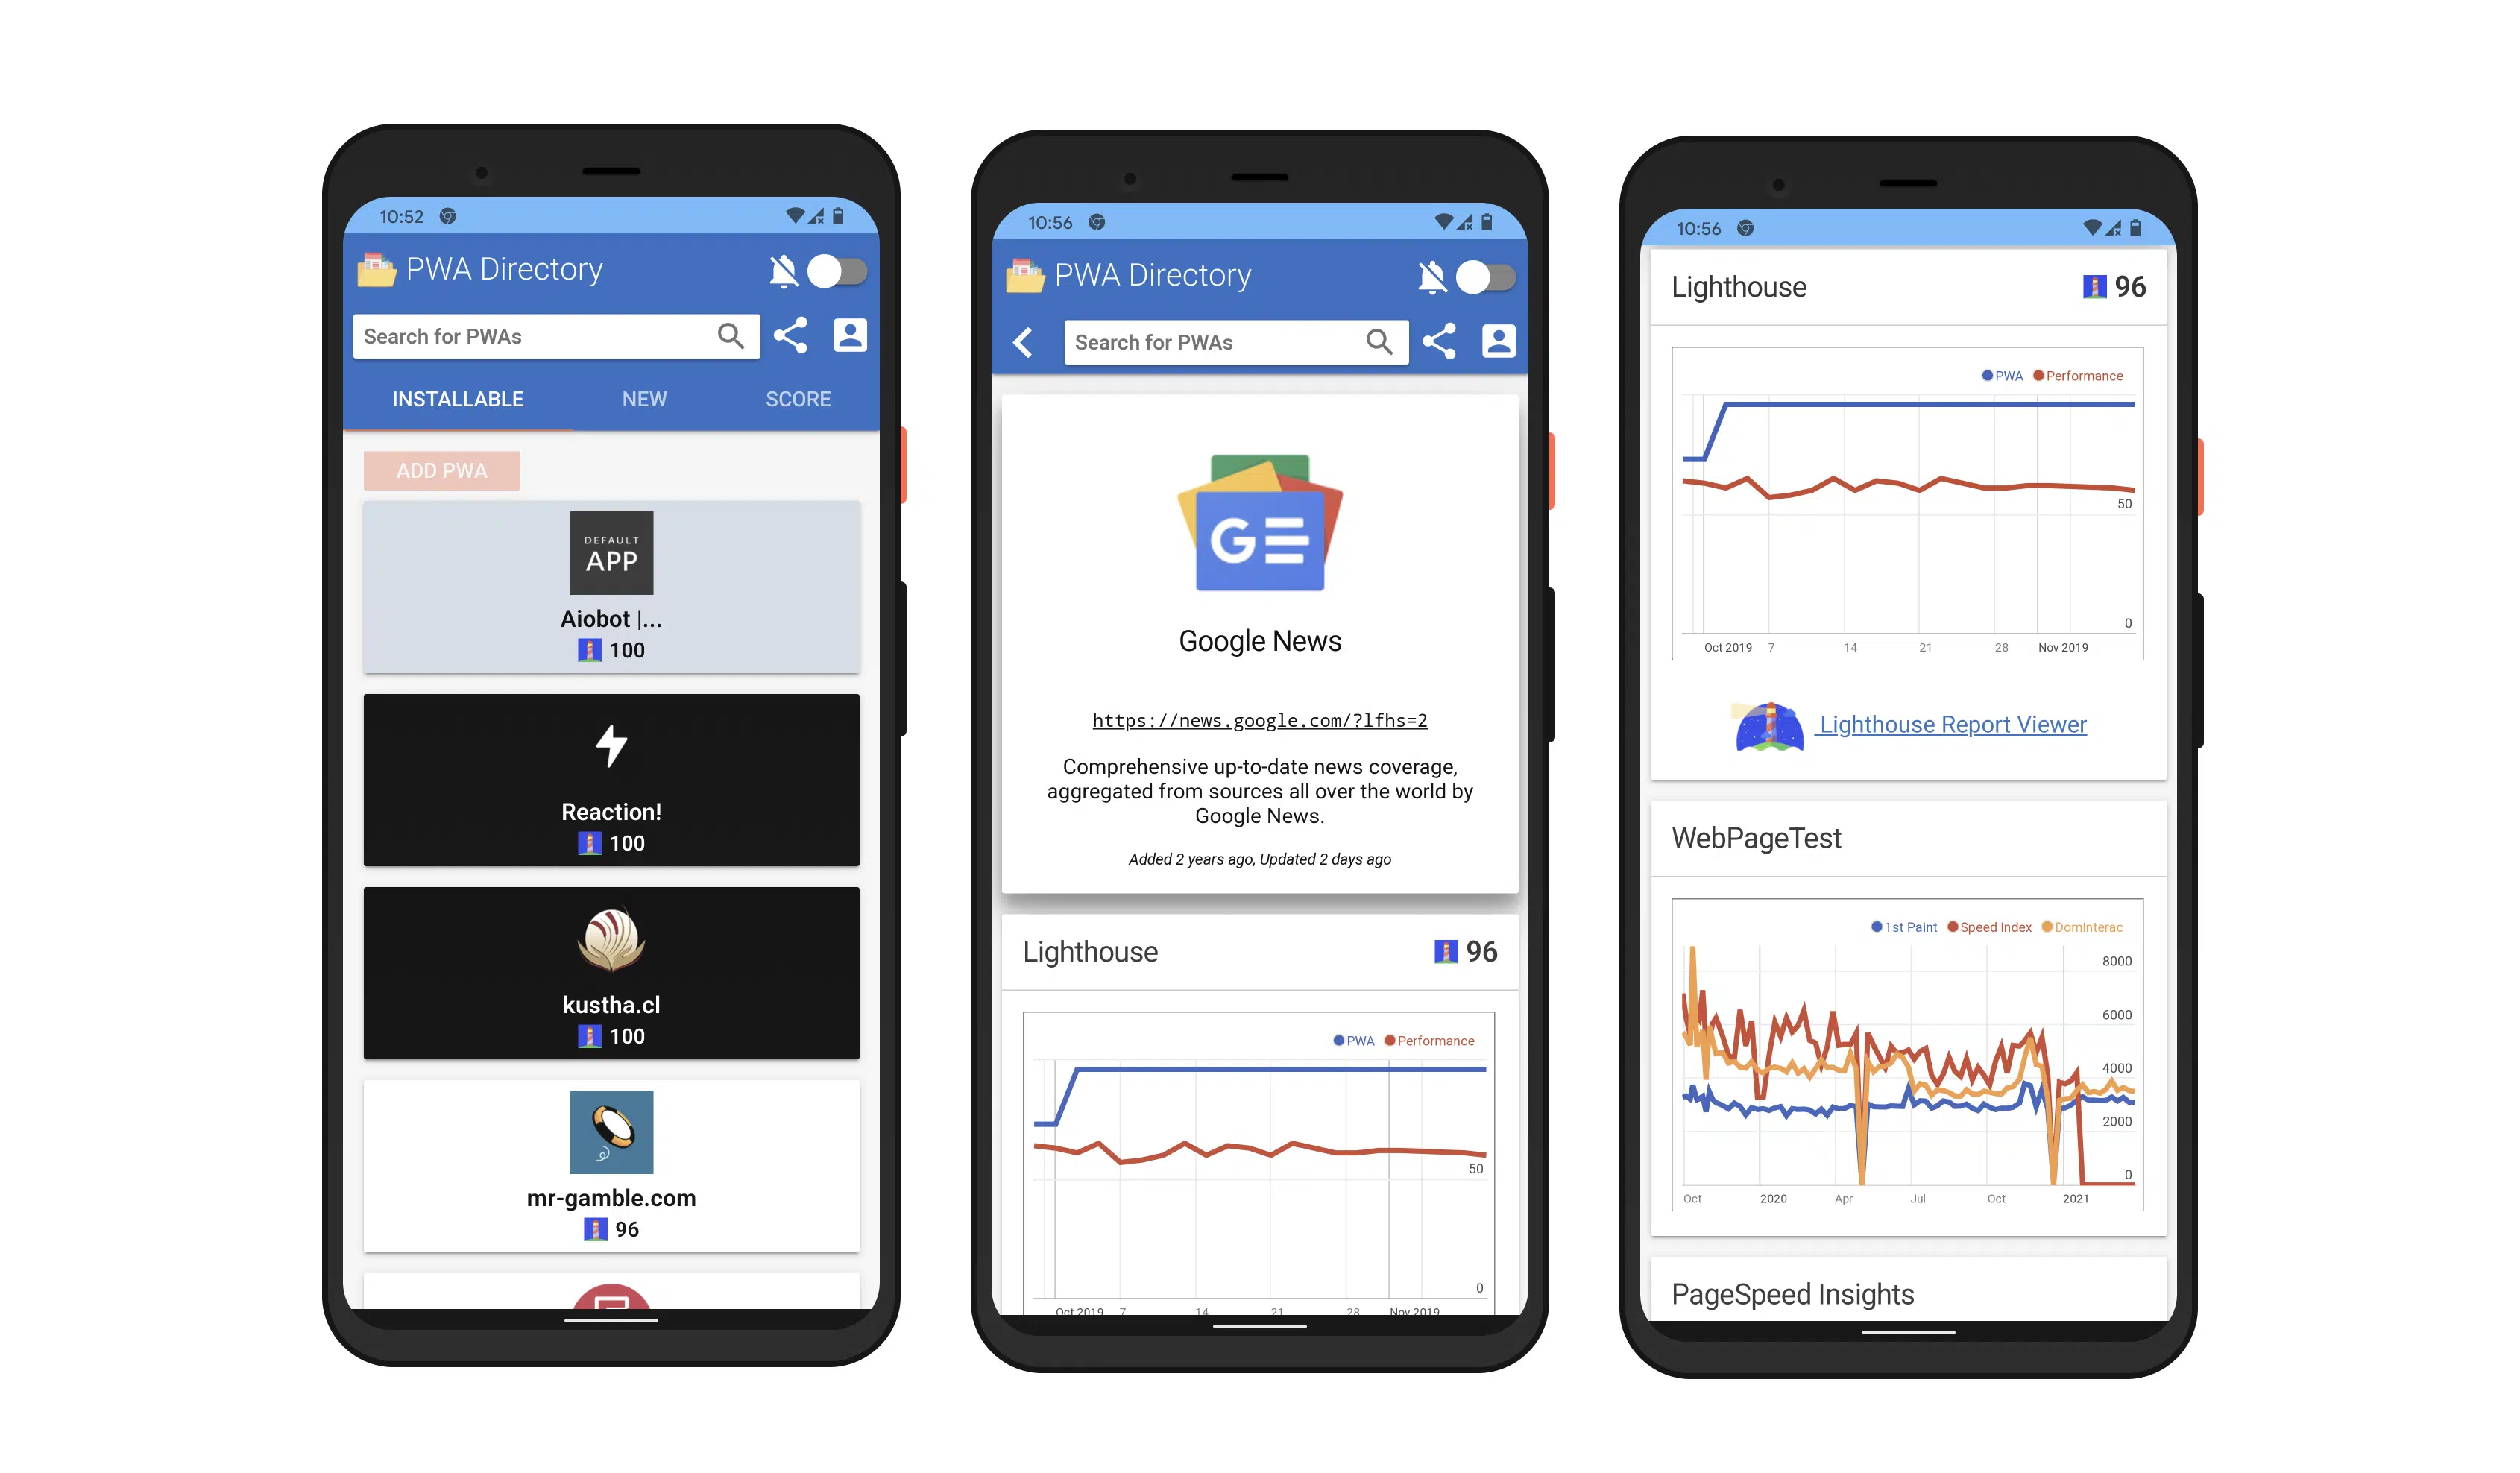 10:52
PWA Directory
Search for PWAs
INSTALLABLE NEW SCORE
ADD PWA
DEFAULT
APP
Aiobot |...
100
Reaction!
100
kustha.cl
100
mr-gamble.com
96
10:56
PWA Directory
Search for PWAs
GE
Google News
https://news.google.com/?lfhs=2
Comprehensive up-to-date news coverage,
aggregated from sources all over the world by
Google News.
Added 2 years ago, Updated 2 days ago
Lighthouse 96
PWA Performance
50
0
Oct 2019 7 14 21 28 Nov 2019
10:56
Lighthouse 96
PWA Performance
50
0
Oct 2019 7 14 21 28 Nov 2019
Lighthouse Report Viewer
WebPageTest
1st Paint Speed Index DomInterac
8000
6000
4000
2000
0
Oct 2020 Apr Jul Oct 2021
PageSpeed Insights